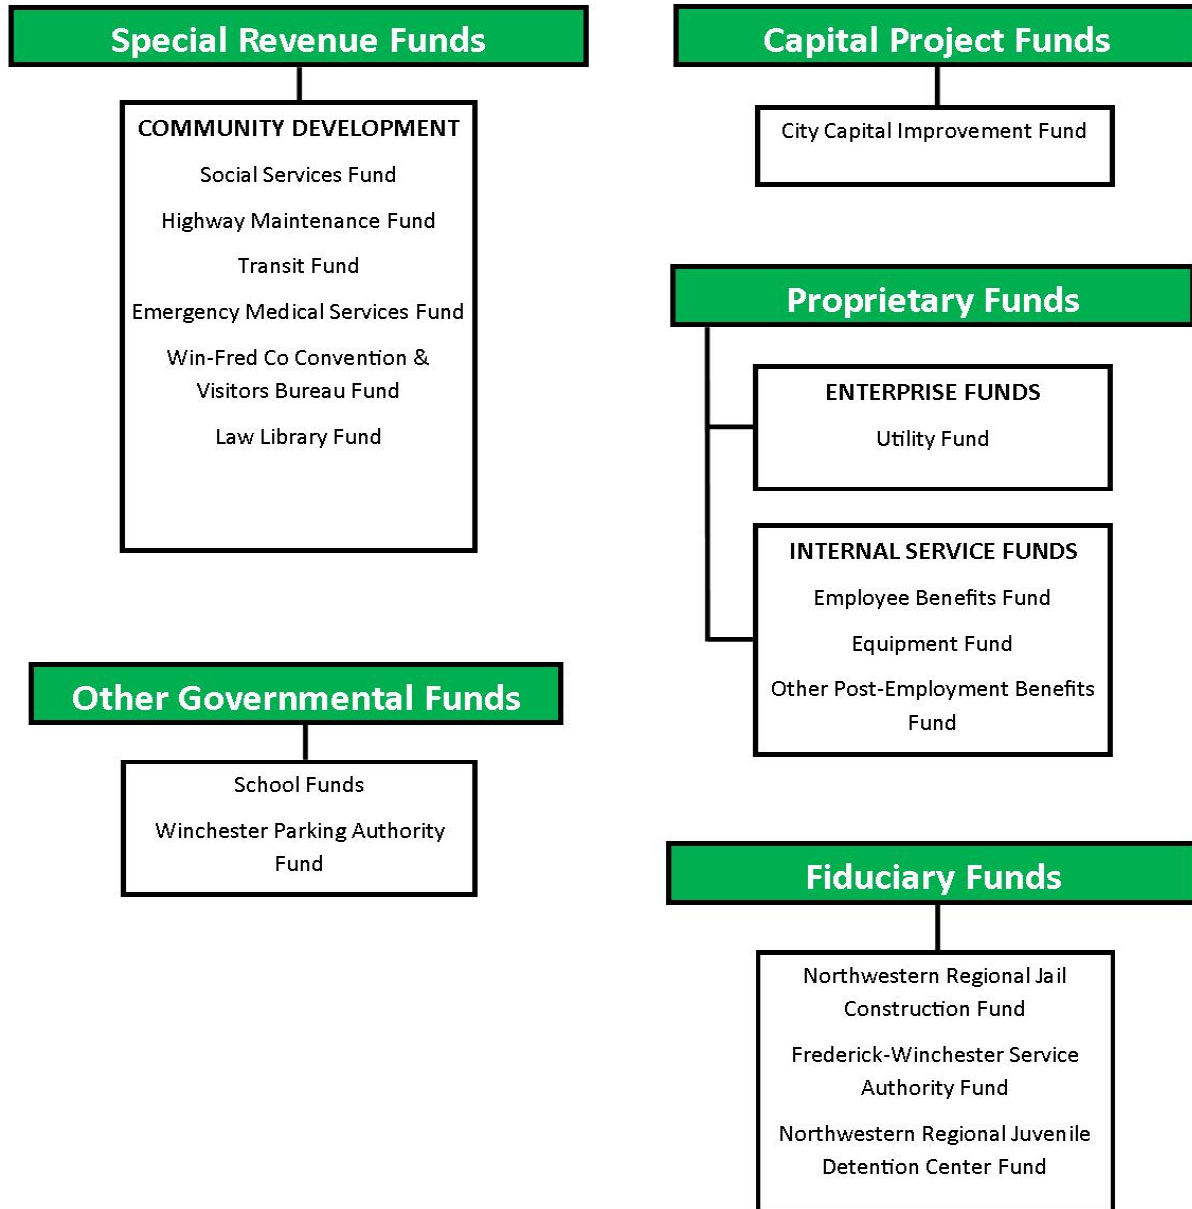 Special Revenue Funds
COMMUNITY DEVELOPMENT
Social Services Fund
Highway Maintenance Fund
Transit Fund
Emergency Medical Services Fund
Win-Fred Co Convention &
Visitors Bureau Fund
Law Library Fund
Other Governmental Funds
School Funds
Winchester Parking Authority
Fund
Capital Project Funds
City Capital Improvement Fund
Proprietary Funds
ENTERPRISE FUNDS
Utility Fund
INTERNAL SERVICE FUNDS
Employee Benefits Fund
Equipment Fund
Other Post-Employment Benefits
Fund
Fiduciary Funds
Northwestern Regional Jail
Construction Fund
Frederick-Winchester Service
Authority Fund
Northwestern Regional Juvenile
Detention Center Fund